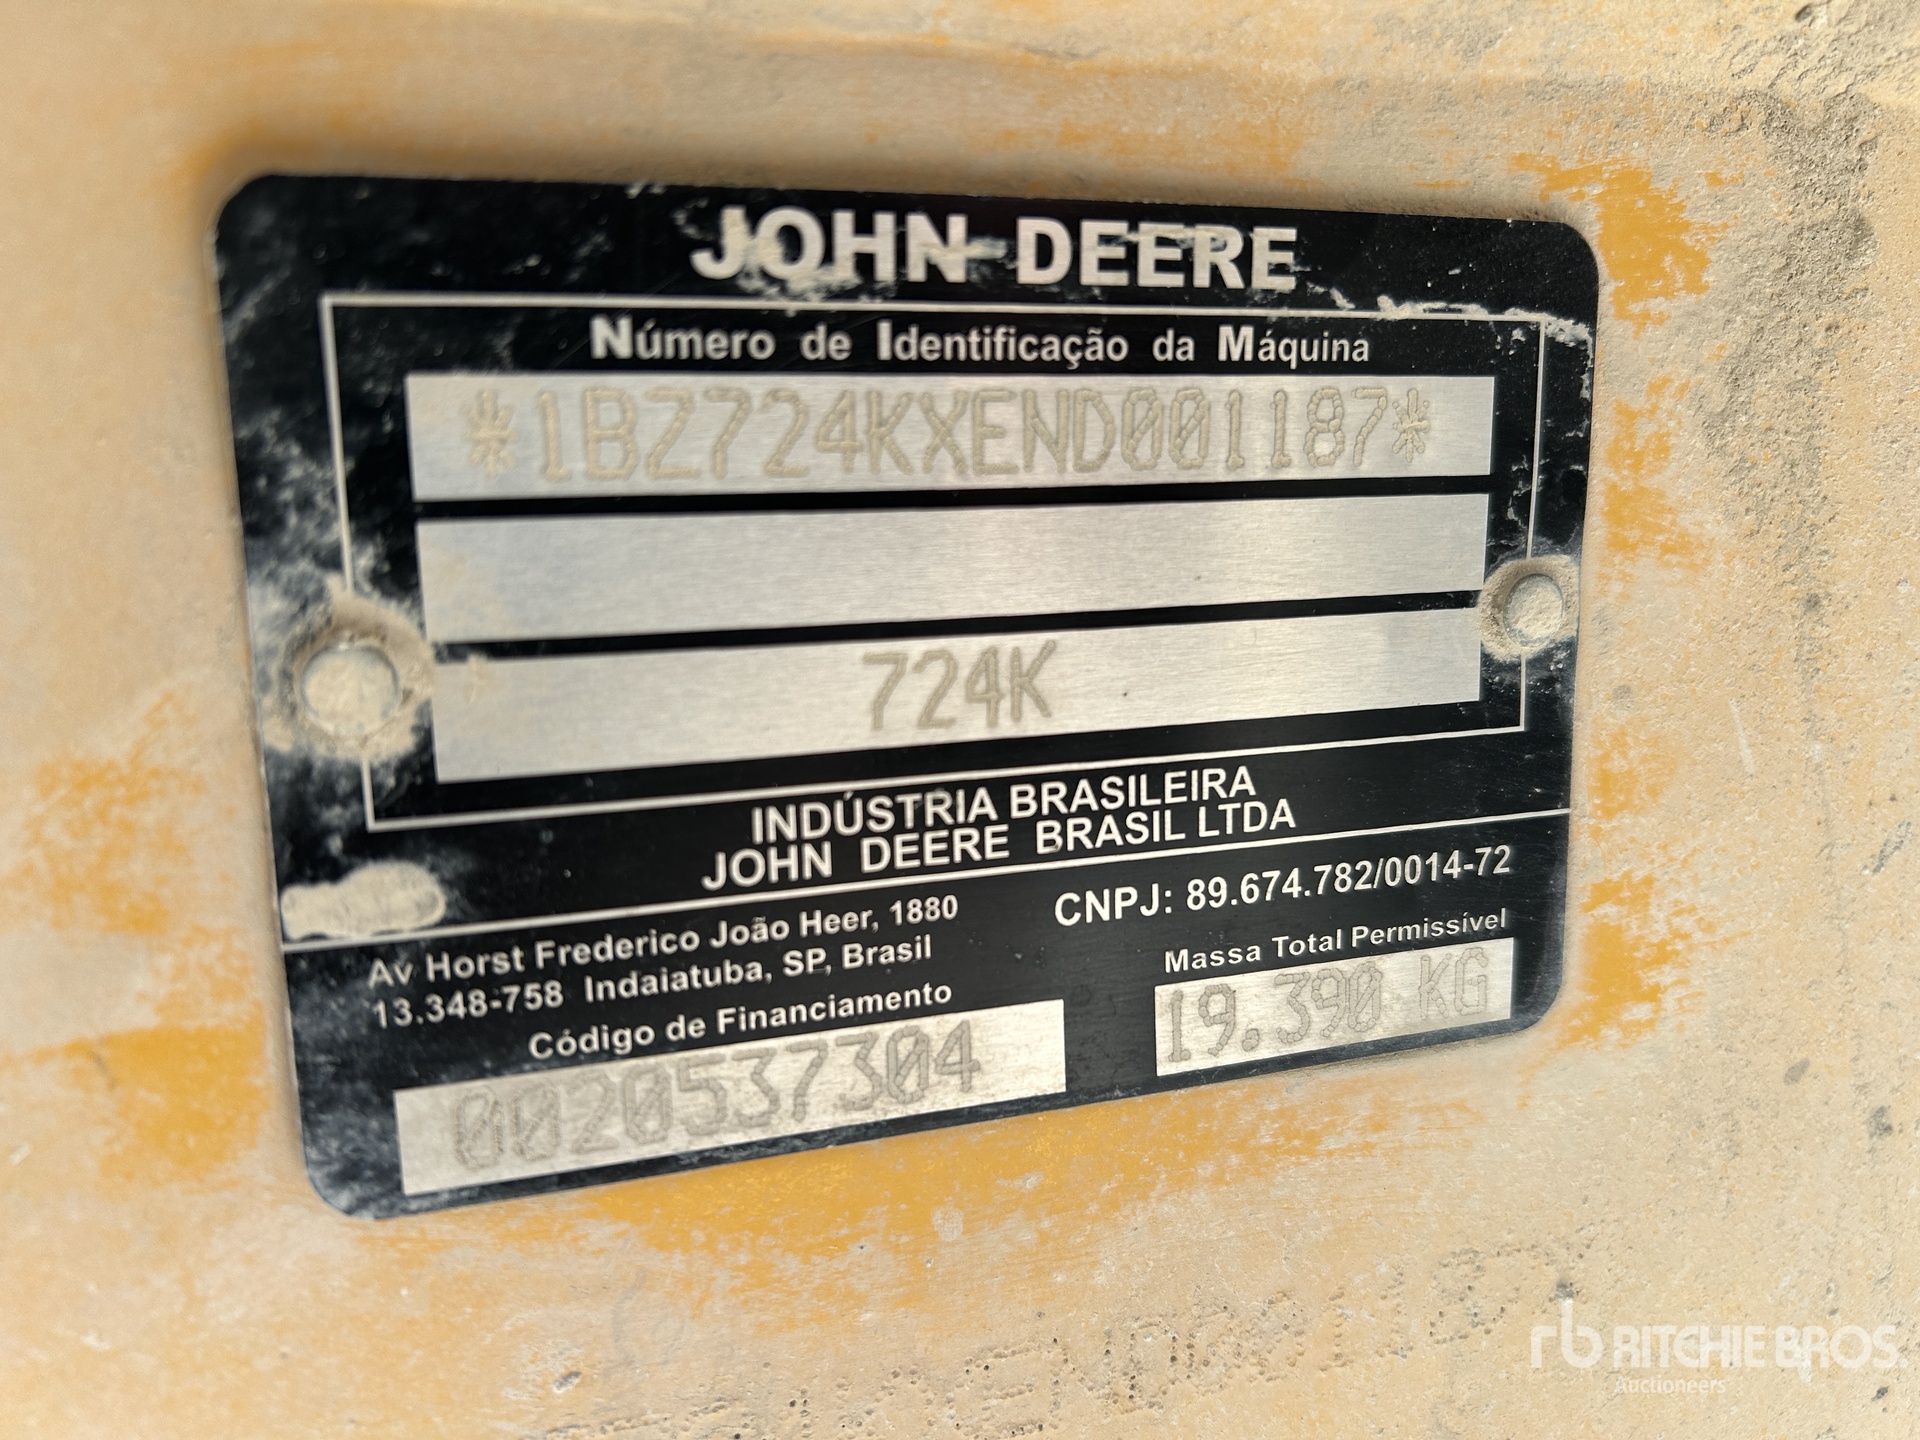 JOHN DEERE
Número de Identificação da Máquina
*1BZ724KXEND001187*
724K
INDÚSTRIA BRASILEIRA
JOHN DEERE BRASIL LTDA
Av Horst Frederico João Heer, 1880
13.348-758 Indaiatuba, SP, Brasil
CNPJ: 89.674.782/0014-72
Código de Financiamento
0020537304
Massa Total Permissível
19.390 KG
rb RITCHIE BROS.
Auctioneers